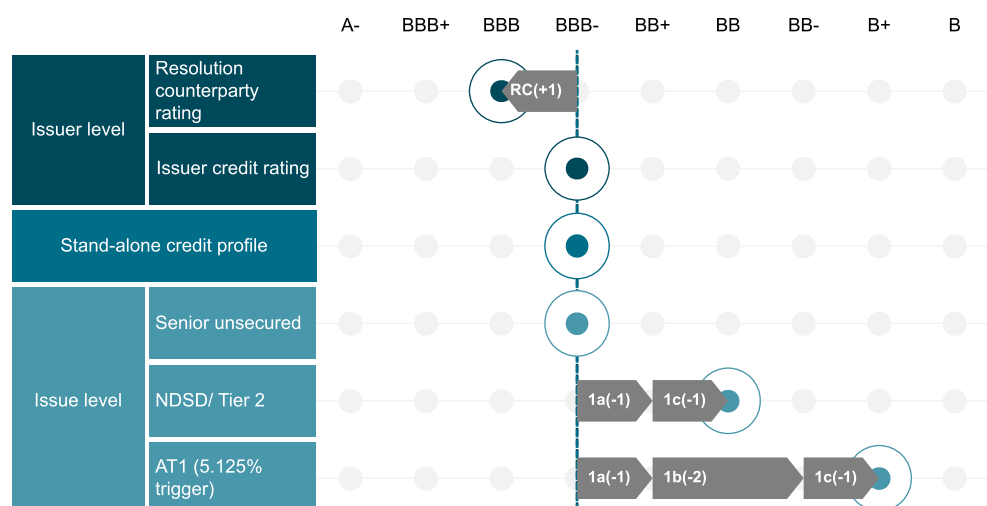 A- BBB+ BBB BBB- BB+ BB BB- B+ B
Issuer level
Resolution
counterparty
rating
RC(+1)
Issuer credit rating
Stand-alone credit profile
Issue level
Senior unsecured
NDSD/ Tier 2
1a(-1) 1c(-1)
AT1 (5.125%
trigger)
1a(-1) 1b(-2) 1c(-1)